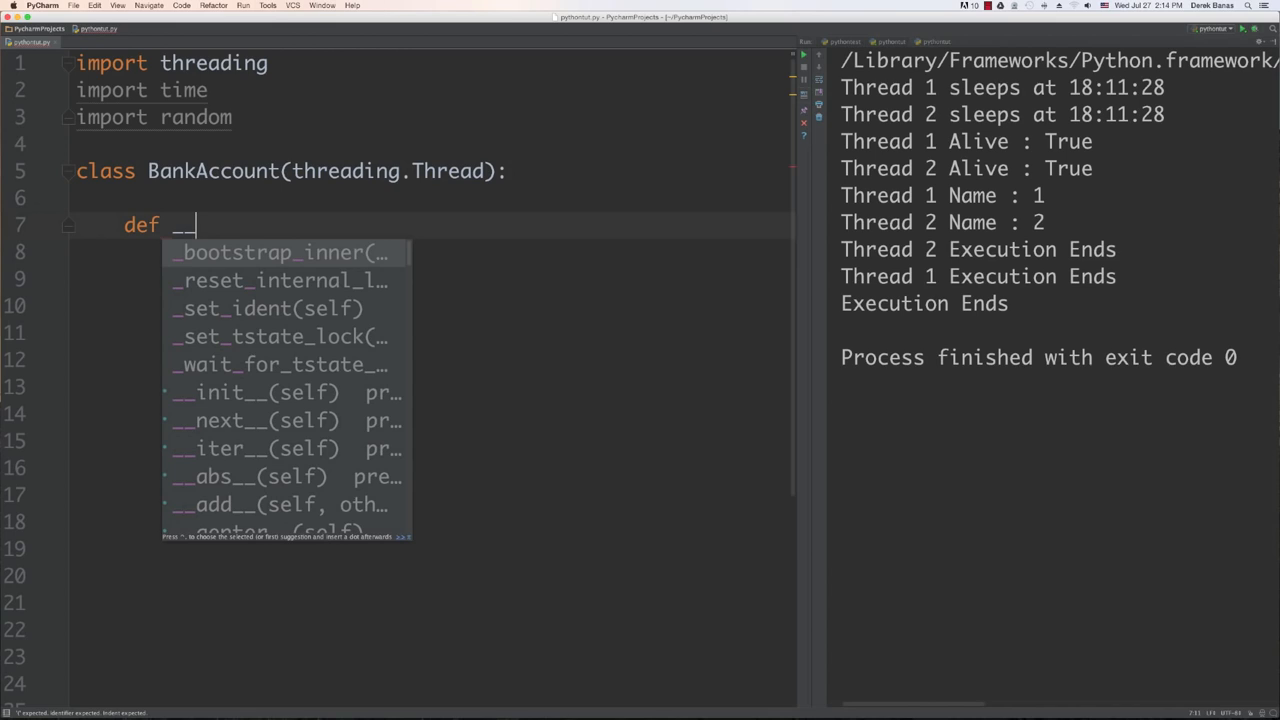 PyCharm File Edit View Navigate Code Refactor Run Tools VCS Window Help
10 Wed Jul 27 2:14 PM Derek Banas
pythontut.py - PycharmProjects - [~/PycharmProjects]
PycharmProjects pythontut.py pythontut
pythontut.py Run: pythontest pythontut pythontut
1 import threading
2 import time
3 import random
4
5 class BankAccount(threading.Thread):
6
7 def __
8
9
10
11
12
13
14
15
16
17
18
19
20
21
22
23
24
25
_bootstrap_inner(…
_reset_internal_l…
_set_ident(self)
_set_tstate_lock(…
_wait_for_tstate_…
__init__(self) pr…
__next__(self) pr…
__iter__(self) pr…
__abs__(self) pre…
__add__(self, oth…
Press ^. to choose the selected (or first) suggestion and insert a dot afterwards >>
/Library/Frameworks/Python.framework/
Thread 1 sleeps at 18:11:28
Thread 2 sleeps at 18:11:28
Thread 1 Alive : True
Thread 2 Alive : True
Thread 1 Name : 1
Thread 2 Name : 2
Thread 2 Execution Ends
Thread 1 Execution Ends
Execution Ends
Process finished with exit code 0
'(' expected. Identifier expected. Indent expected.
7:11 LF UTF-8